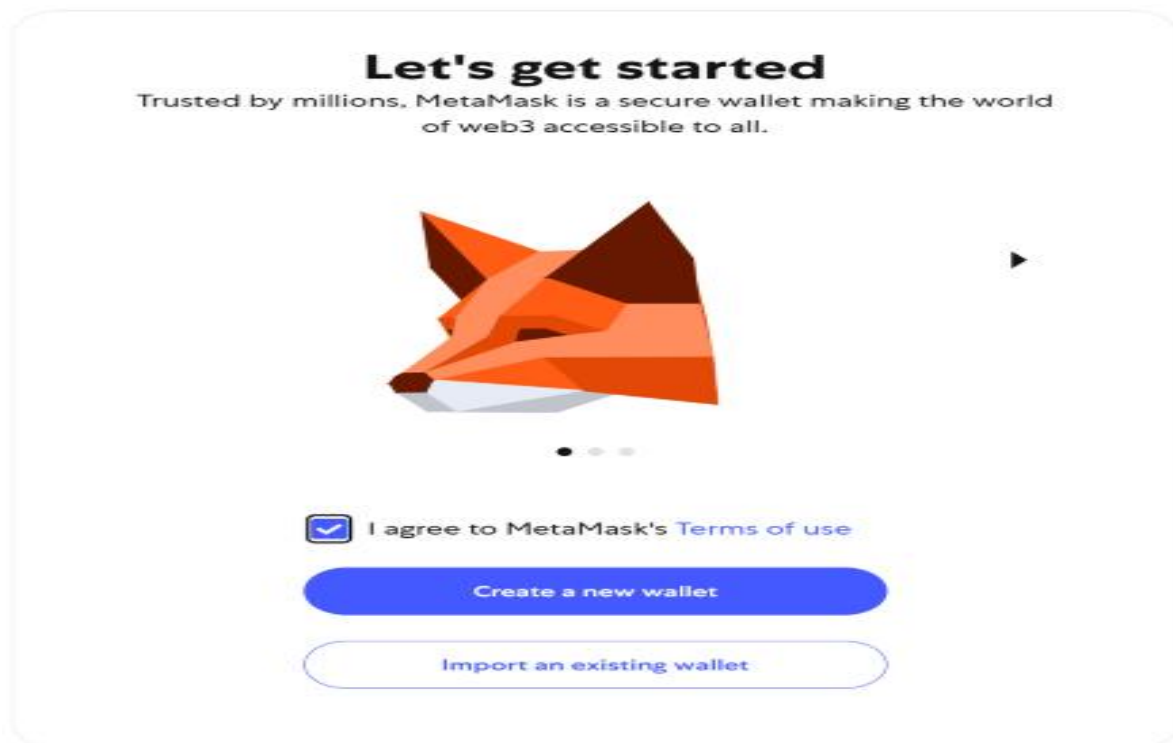 Let's get started
Trusted by millions, MetaMask is a secure wallet making the world
of web3 accessible to all.
I agree to MetaMask's Terms of use
Create a new wallet
Import an existing wallet